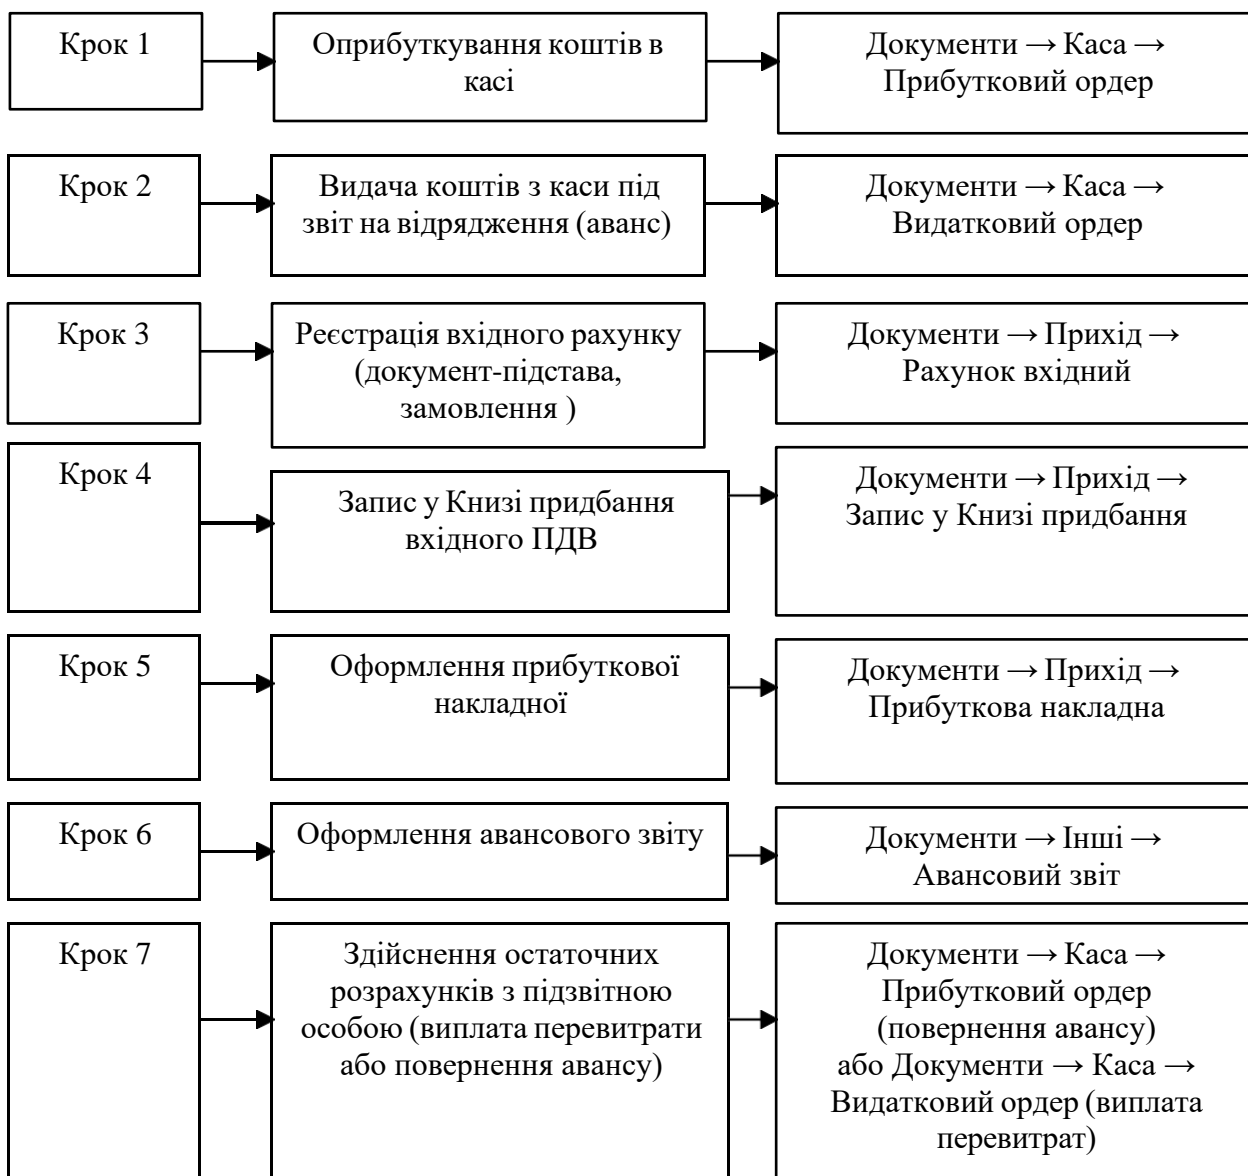 Крок 1
Оприбуткування коштів в
касі
Документи → Каса →
Прибутковий ордер
Крок 2
Видача коштів з каси під
звіт на відрядження (аванс)
Документи → Каса →
Видатковий ордер
Крок 3
Реєстрація вхідного рахунку
(документ-підстава,
замовлення )
Документи → Прихід →
Рахунок вхідний
Крок 4
Запис у Книзі придбання
вхідного ПДВ
Документи → Прихід →
Запис у Книзі придбання
Крок 5
Оформлення прибуткової
накладної
Документи → Прихід →
Прибуткова накладна
Крок 6
Оформлення авансового звіту
Документи → Інші →
Авансовий звіт
Крок 7
Здійснення остаточних
розрахунків з підзвітною
особою (виплата перевитрати
або повернення авансу)
Документи → Каса →
Прибутковий ордер
(повернення авансу)
або Документи → Каса →
Видатковий ордер (виплата
перевитрат)